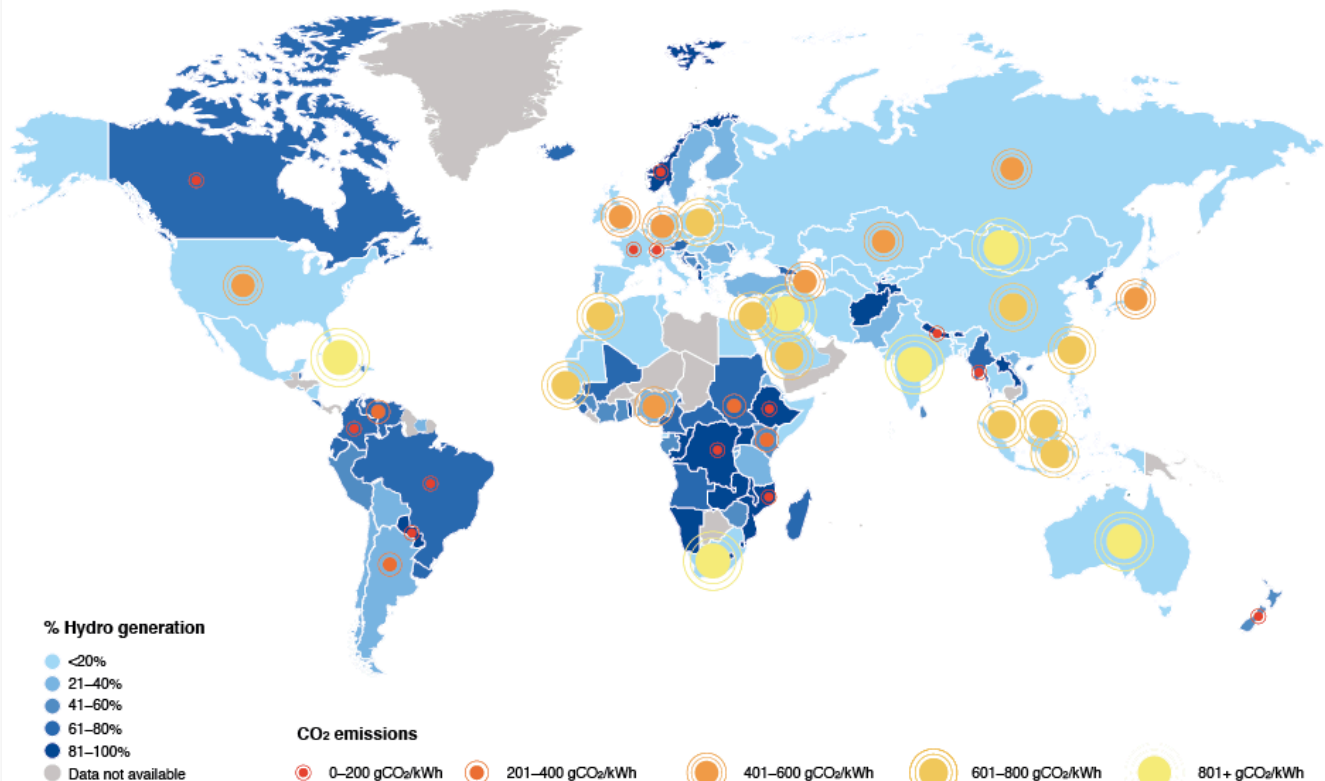 % Hydro generation
<20%
21–40%
41–60%
61–80%
81–100%
Data not available
CO₂ emissions
0–200 gCO₂/kWh
201–400 gCO₂/kWh
401–600 gCO₂/kWh
601–800 gCO₂/kWh
801+ gCO₂/kWh